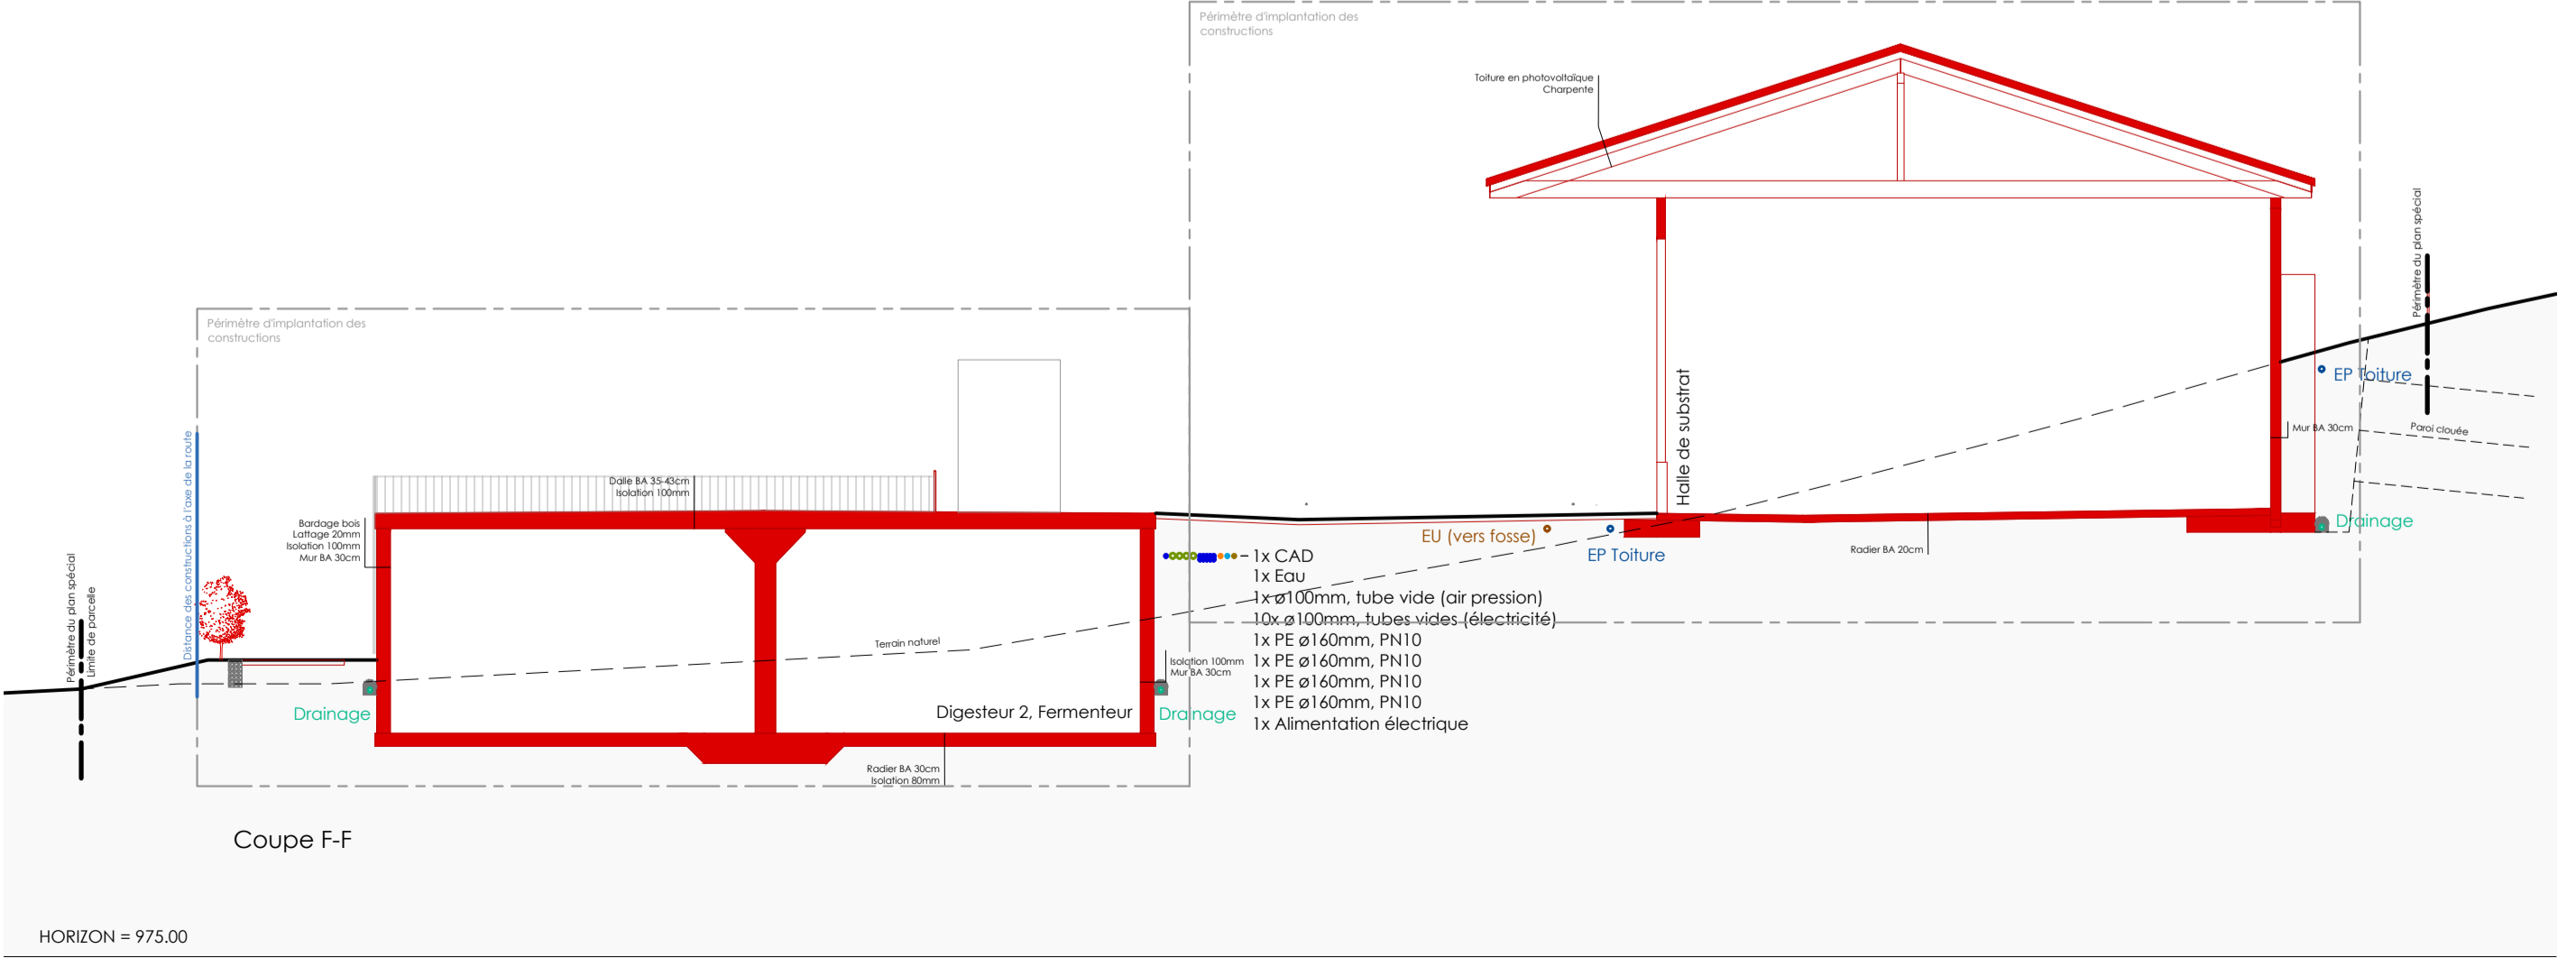 Périmètre d'implantation des
constructions
Toiture en photovoltaïque
Charpente
Périmètre du plan spécial
Périmètre d'implantation des
constructions
Halle de substrat
EP Toiture
Mur BA 30cm
Paroi clouée
Distance des constructions à l'axe de la route
Dalle BA 35-43cm
Isolation 100mm
Bardage bois
Lattage 20mm
Isolation 100mm
Mur BA 30cm
EU (vers fosse)
EP Toiture
Drainage
Radier BA 20cm
1x CAD
1x Eau
1x ø100mm, tube vide (air pression)
10x ø100mm, tubes vides (électricité)
1x PE ø160mm, PN10
1x PE ø160mm, PN10
1x PE ø160mm, PN10
1x PE ø160mm, PN10
1x Alimentation électrique
Périmètre du plan spécial
Limite de parcelle
Terrain naturel
Isolation 100mm
Mur BA 30cm
Drainage
Digesteur 2, Fermenteur
Drainage
Radier BA 30cm
Isolation 80mm
Coupe F-F
HORIZON = 975.00